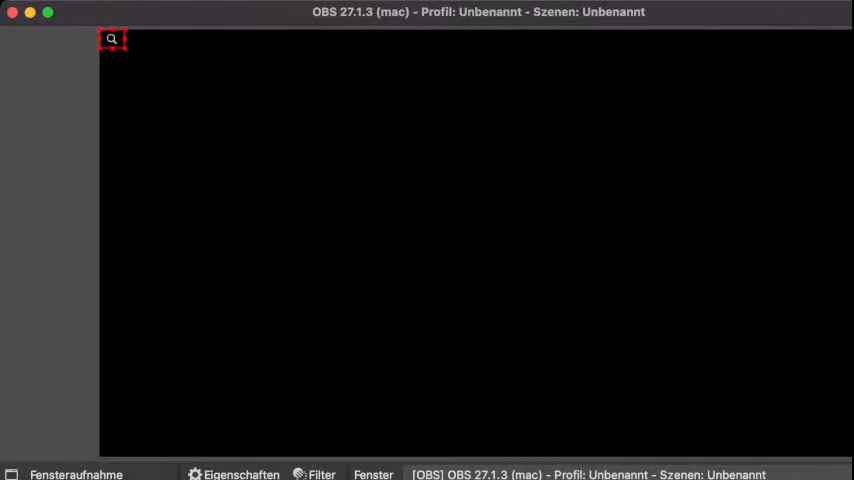 OBS 27.1.3 (mac) - Profil: Unbenannt - Szenen: Unbenannt
Fensteraufnahme Eigenschaften Filter Fenster [OBS] OBS 27.1.3 (mac) - Profil: Unbenannt - Szenen: Unbenannt